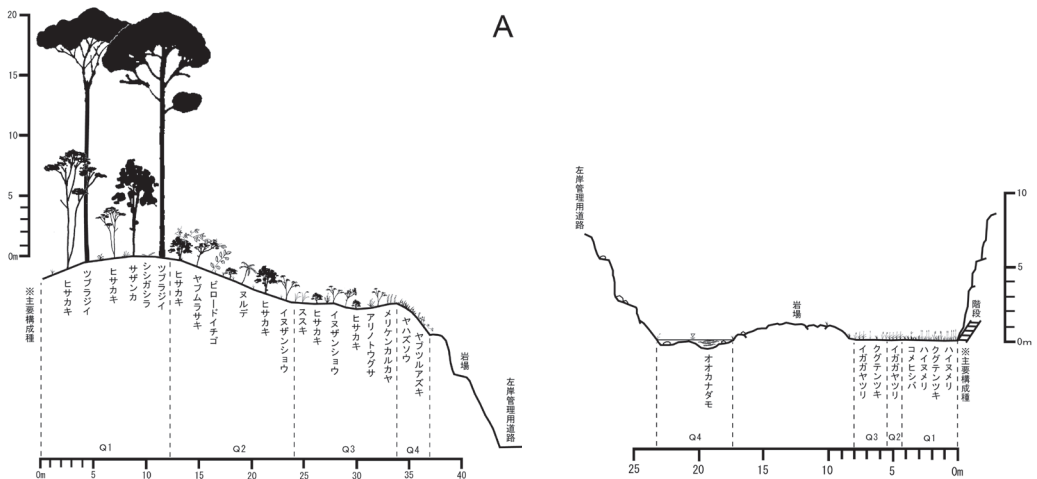 A
20
15
10
5
0m
※主要構成種
ヒサカキ
ツブラジイ
ヒサカキ
サザンカ
シシガシラ
ツブラジイ
ヒサカキ
ヤブムラサキ
ビロードイチゴ
ヌルデ
ヒサカキ
イヌザンショウ
ススキ
ヒサカキ
イヌザンショウ
ヒサカキ
アリノトウグサ
メリケンカルカヤ
ヤハズソウ
ヤブツルアズキ
岩場
左岸管理用道路
Q1
Q2
Q3
Q4
0m
5
10
15
20
25
30
35
40
左岸管理用道路
岩場
階段
10
5
0m
オオカナダモ
イガガヤツリ
クグテンツキ
イガガヤツリ
コメヒシバ
ハイヌメリ
クグテンツキ
ハイヌメリ
※主要構成種
Q4
Q3
Q2
Q1
25
20
15
10
5
0m